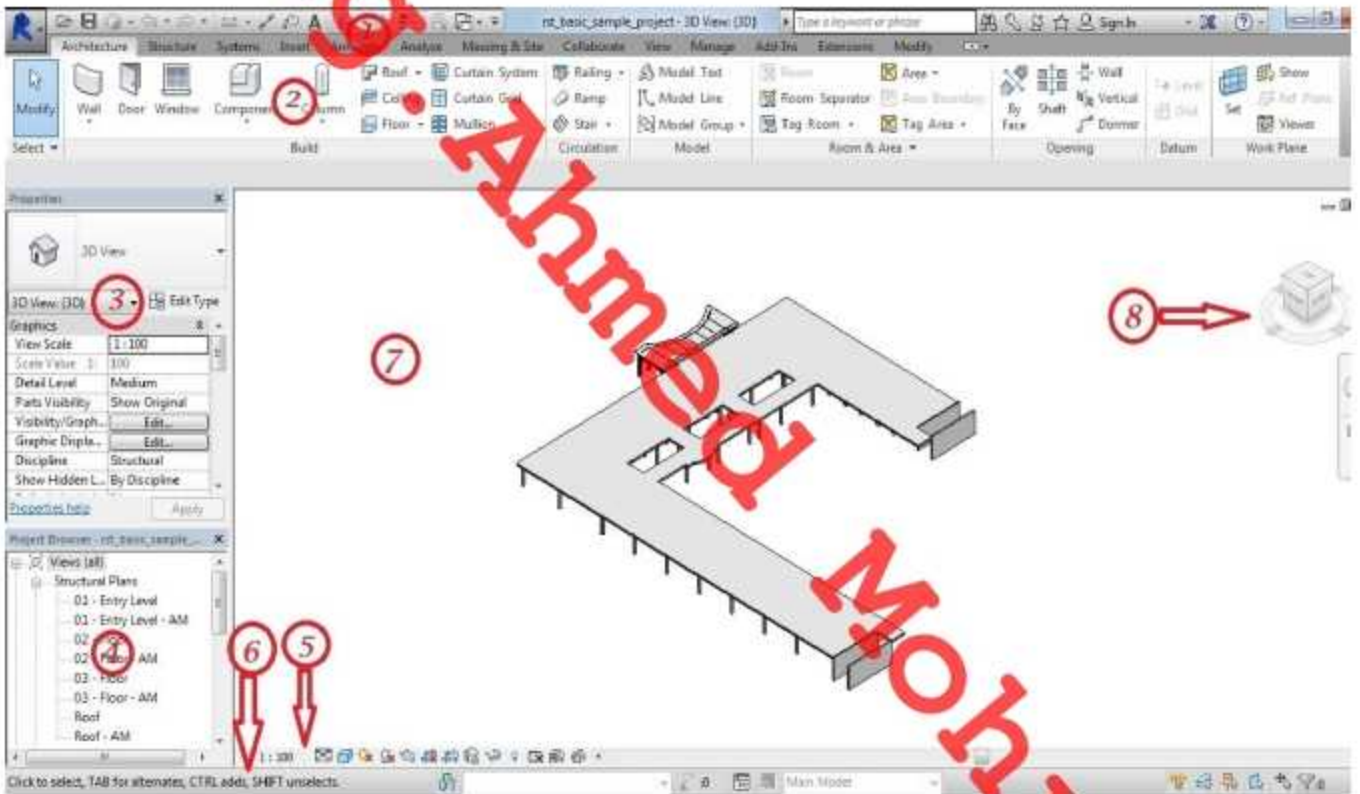 rst_basic_sample_project - 3D View: {3D}
Type a keyword or phrase
Sign In
Architecture Structure Systems Insert Analyze Massing & Site Collaborate View Manage Add-Ins Extensions Modify
1
Modify Wall Door Window Component Column
Roof Curtain System Railing Model Text Room Area Wall Level Show
2
Curtain Grid Ramp Model Line Room Separator Area Boundary By Face Shaft Vertical Grid Set Ref Plane
Floor Mullion Stair Model Group Tag Room Tag Area Dormer Viewer
Select Build Circulation Model Room & Area Opening Datum Work Plane
Properties
3D View
3D View: {3D} 3 Edit Type
Graphics
View Scale 1 : 100
Scale Value 1: 100
Detail Level Medium
Parts Visibility Show Original
Visibility/Graph... Edit...
Graphic Displa... Edit...
Discipline Structural
Show Hidden L... By Discipline
Properties help Apply
Project Browser - rst_basic_sample_...
Views (all)
Structural Plans
01 - Entry Level
01 - Entry Level - AM
02
02 - Floor - AM
4
03 - Floor
03 - Floor - AM
Roof
Roof - AM
6 5
7
8
1 : 100
Click to select, TAB for alternates, CTRL adds, SHIFT unselects.
:0
Main Model
:0
g. Ahmed Moh